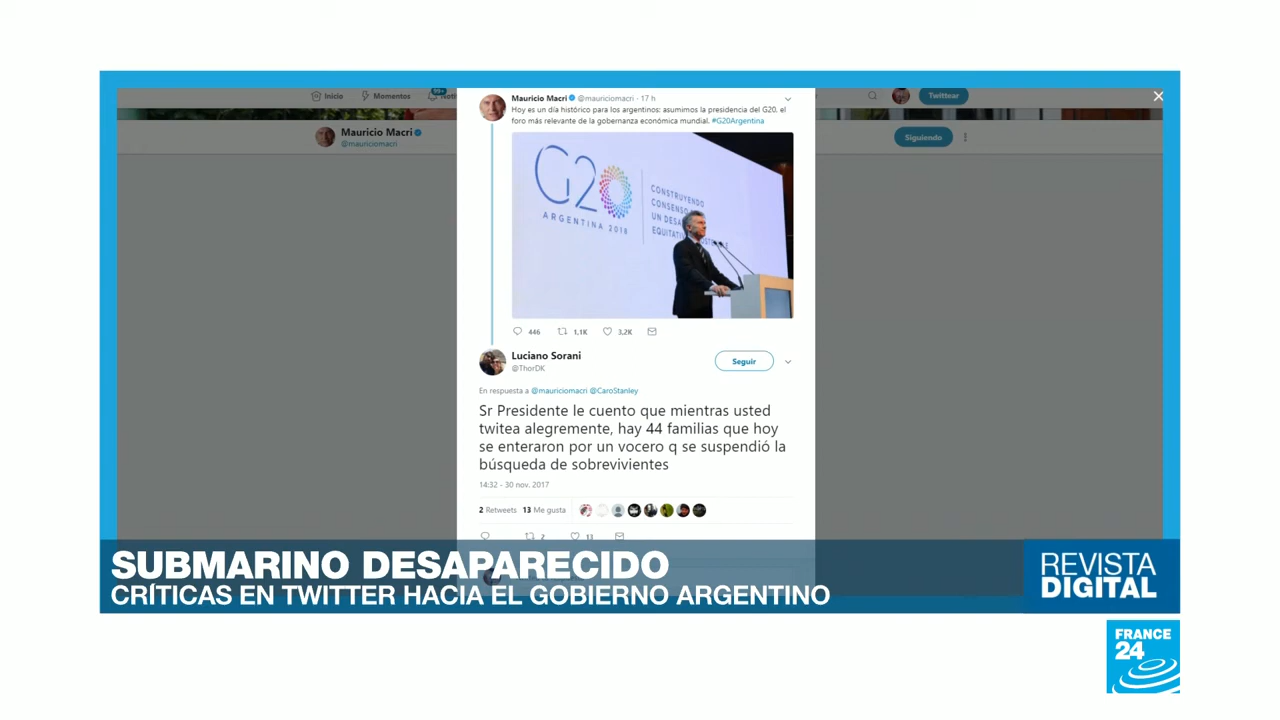 Inicio
Momentos
99+
Mauricio Macri @mauriciomacri · 17 h
Hoy es un día histórico para los argentinos: asumimos la presidencia del G20, el
foro más relevante de la gobernanza económica mundial. #G20Argentina
Twittear
Mauricio Macri
@mauriciomacri
Siguiendo
G20
ARGENTINA 2018
CONSTRUYENDO
CONSENSO
UN DESA
EQUITAT
446 1,1K 3,2K
Luciano Sorani
@ThorDK
Seguir
En respuesta a @mauriciomacri @CaroStanley
Sr Presidente le cuento que mientras usted
twitea alegremente, hay 44 familias que hoy
se enteraron por un vocero q se suspendió la
búsqueda de sobrevivientes
14:32 - 30 nov. 2017
2 Retweets 13 Me gusta
2 13
SUBMARINO DESAPARECIDO
CRÍTICAS EN TWITTER HACIA EL GOBIERNO ARGENTINO
REVISTA
DIGITAL
FRANCE
24